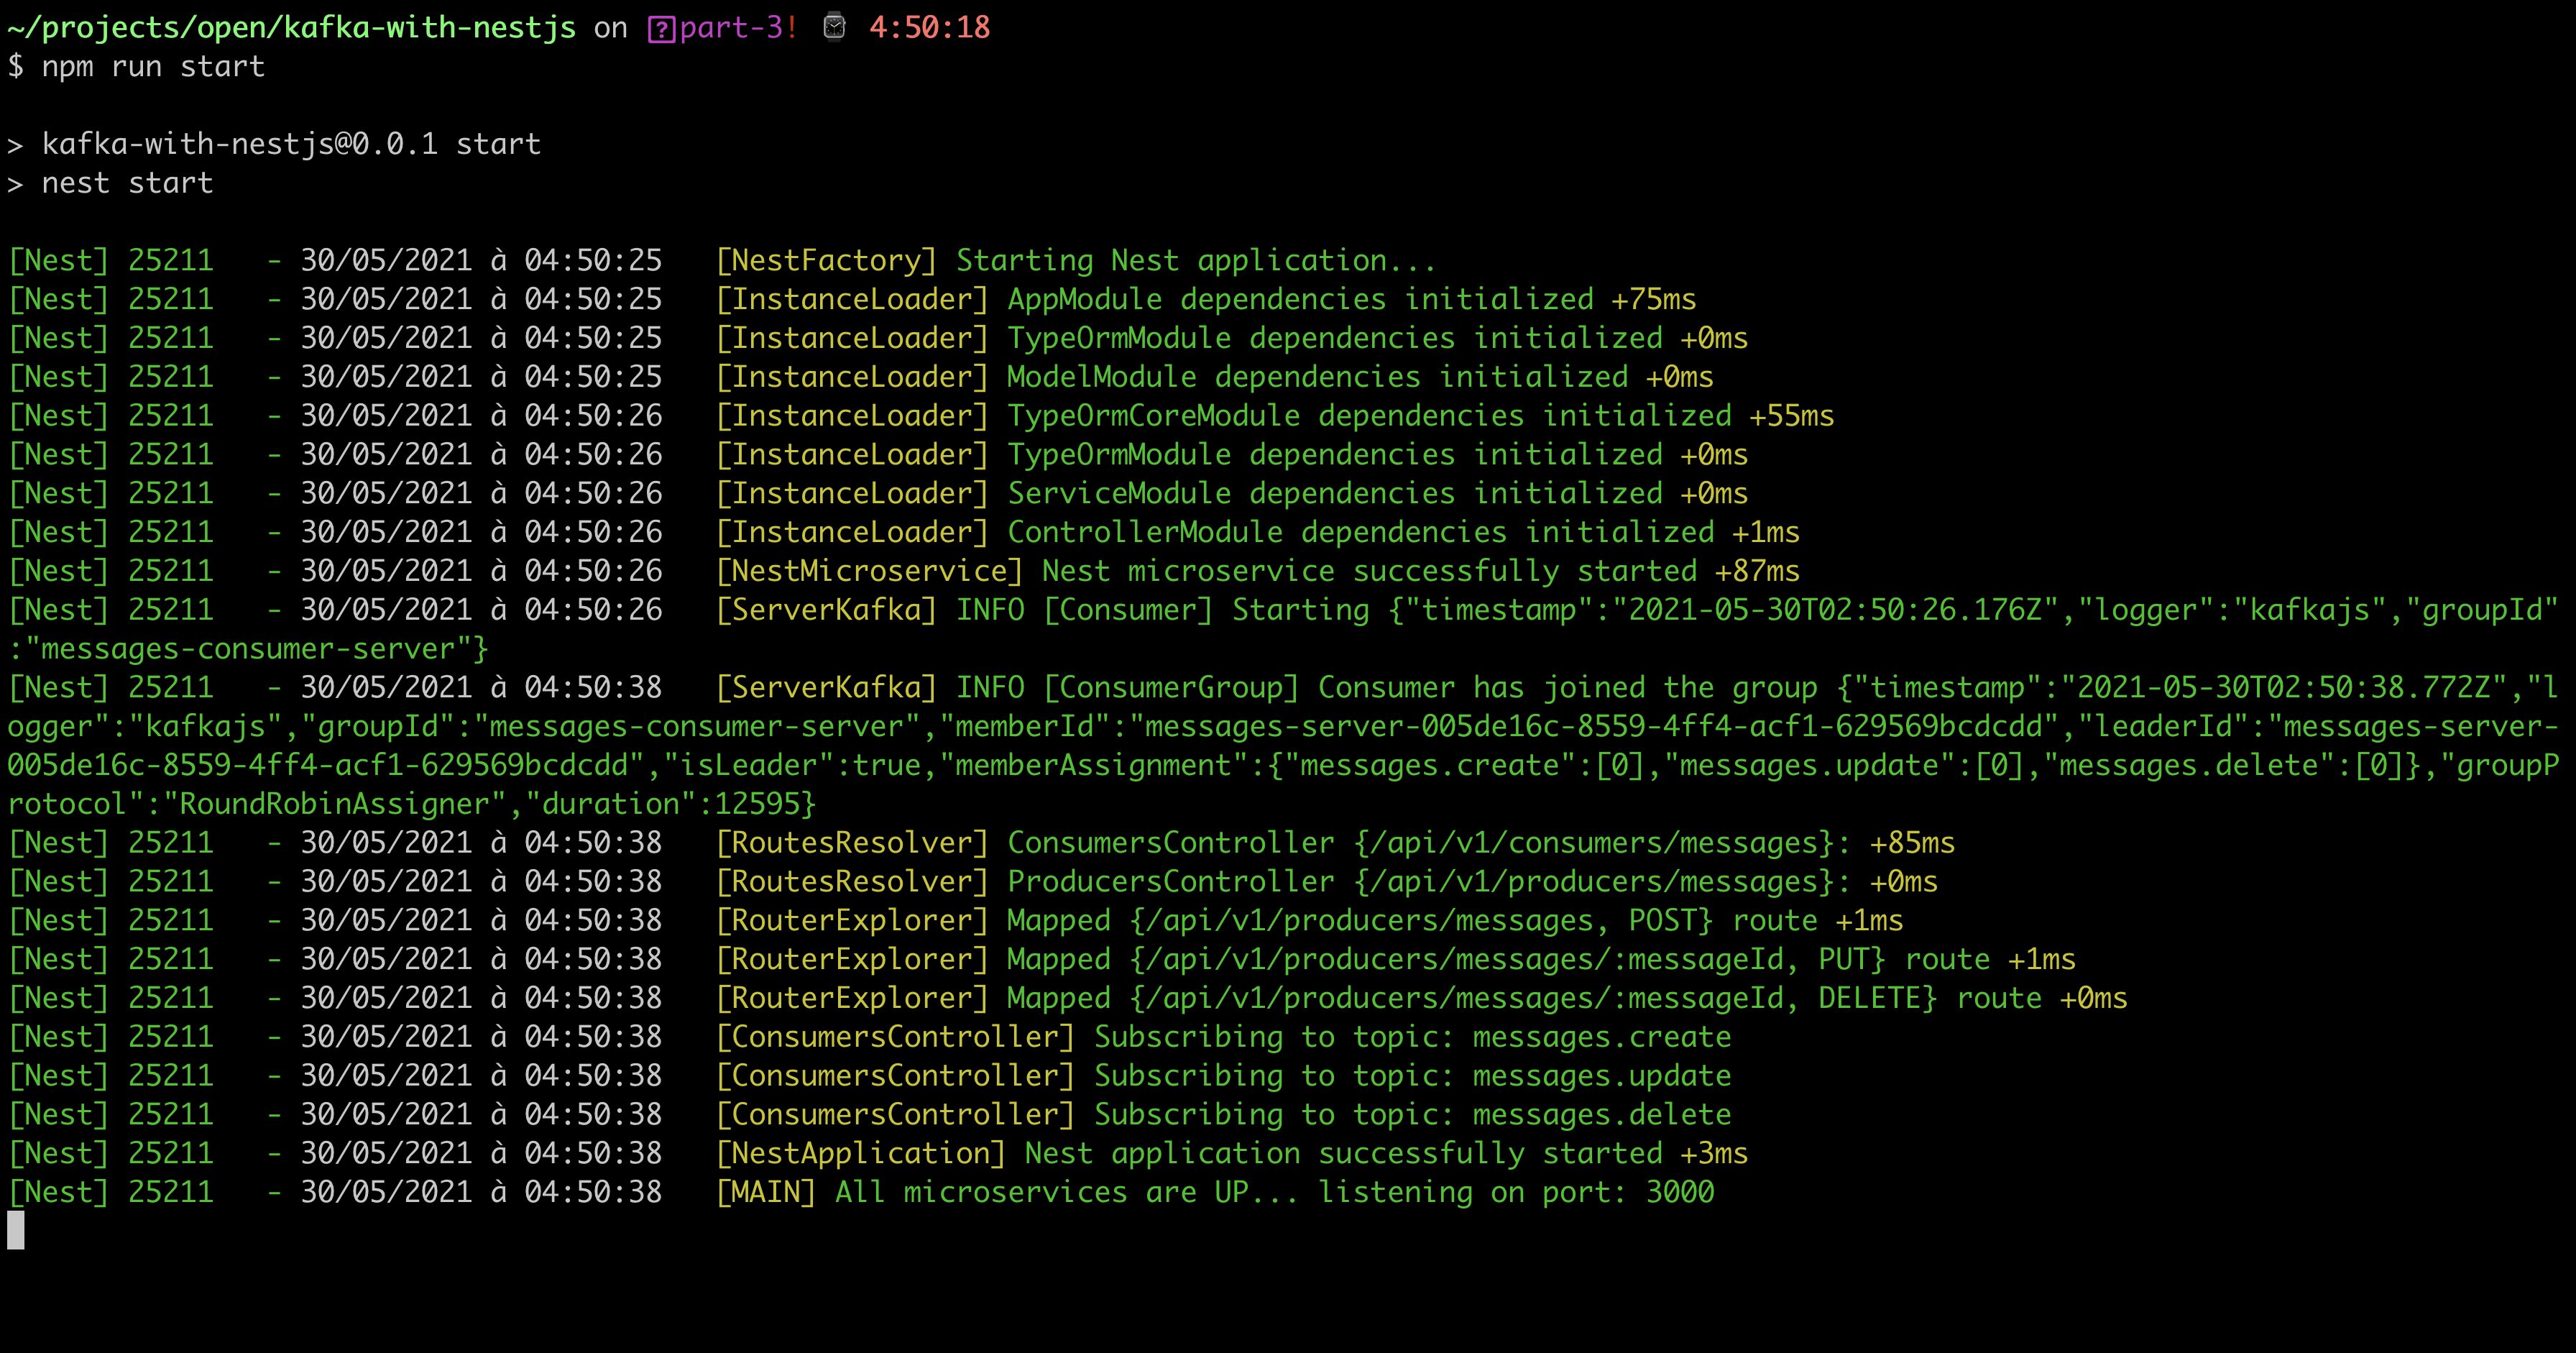 ~/projects/open/kafka-with-nestjs on [?]part-3! ⌚ 4:50:18
$ npm run start
> kafka-with-nestjs@0.0.1 start
> nest start
[Nest] 25211   - 30/05/2021 à 04:50:25   [NestFactory] Starting Nest application...
[Nest] 25211   - 30/05/2021 à 04:50:25   [InstanceLoader] AppModule dependencies initialized +75ms
[Nest] 25211   - 30/05/2021 à 04:50:25   [InstanceLoader] TypeOrmModule dependencies initialized +0ms
[Nest] 25211   - 30/05/2021 à 04:50:25   [InstanceLoader] ModelModule dependencies initialized +0ms
[Nest] 25211   - 30/05/2021 à 04:50:26   [InstanceLoader] TypeOrmCoreModule dependencies initialized +55ms
[Nest] 25211   - 30/05/2021 à 04:50:26   [InstanceLoader] TypeOrmModule dependencies initialized +0ms
[Nest] 25211   - 30/05/2021 à 04:50:26   [InstanceLoader] ServiceModule dependencies initialized +0ms
[Nest] 25211   - 30/05/2021 à 04:50:26   [InstanceLoader] ControllerModule dependencies initialized +1ms
[Nest] 25211   - 30/05/2021 à 04:50:26   [NestMicroservice] Nest microservice successfully started +87ms
[Nest] 25211   - 30/05/2021 à 04:50:26   [ServerKafka] INFO [Consumer] Starting {"timestamp":"2021-05-30T02:50:26.176Z","logger":"kafkajs","groupId"
:"messages-consumer-server"}
[Nest] 25211   - 30/05/2021 à 04:50:38   [ServerKafka] INFO [ConsumerGroup] Consumer has joined the group {"timestamp":"2021-05-30T02:50:38.772Z","l
ogger":"kafkajs","groupId":"messages-consumer-server","memberId":"messages-server-005de16c-8559-4ff4-acf1-629569bcdcdd","leaderId":"messages-server-
005de16c-8559-4ff4-acf1-629569bcdcdd","isLeader":true,"memberAssignment":{"messages.create":[0],"messages.update":[0],"messages.delete":[0]},"groupP
rotocol":"RoundRobinAssigner","duration":12595}
[Nest] 25211   - 30/05/2021 à 04:50:38   [RoutesResolver] ConsumersController {/api/v1/consumers/messages}: +85ms
[Nest] 25211   - 30/05/2021 à 04:50:38   [RoutesResolver] ProducersController {/api/v1/producers/messages}: +0ms
[Nest] 25211   - 30/05/2021 à 04:50:38   [RouterExplorer] Mapped {/api/v1/producers/messages, POST} route +1ms
[Nest] 25211   - 30/05/2021 à 04:50:38   [RouterExplorer] Mapped {/api/v1/producers/messages/:messageId, PUT} route +1ms
[Nest] 25211   - 30/05/2021 à 04:50:38   [RouterExplorer] Mapped {/api/v1/producers/messages/:messageId, DELETE} route +0ms
[Nest] 25211   - 30/05/2021 à 04:50:38   [ConsumersController] Subscribing to topic: messages.create
[Nest] 25211   - 30/05/2021 à 04:50:38   [ConsumersController] Subscribing to topic: messages.update
[Nest] 25211   - 30/05/2021 à 04:50:38   [ConsumersController] Subscribing to topic: messages.delete
[Nest] 25211   - 30/05/2021 à 04:50:38   [NestApplication] Nest application successfully started +3ms
[Nest] 25211   - 30/05/2021 à 04:50:38   [MAIN] All microservices are UP... listening on port: 3000